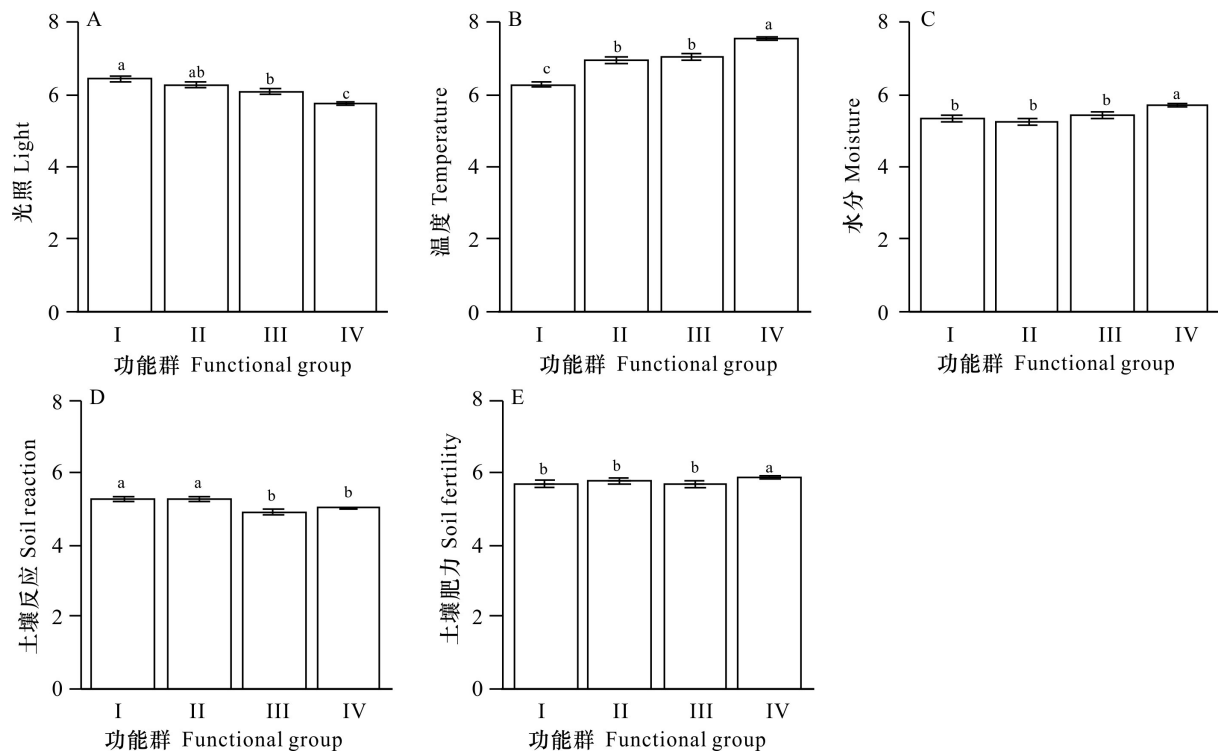 A
8
6
4
2
0
光照 Light
a
ab
b
c
I II III IV
功能群 Functional group
B
8
6
4
2
0
温度 Temperature
c
b
b
a
I II III IV
功能群 Functional group
C
8
6
4
2
0
水分 Moisture
b
b
b
a
I II III IV
功能群 Functional group
D
8
6
4
2
0
土壤反应 Soil reaction
a
a
b
b
I II III IV
功能群 Functional group
E
8
6
4
2
0
土壤肥力 Soil fertility
b
b
b
a
I II III IV
功能群 Functional group